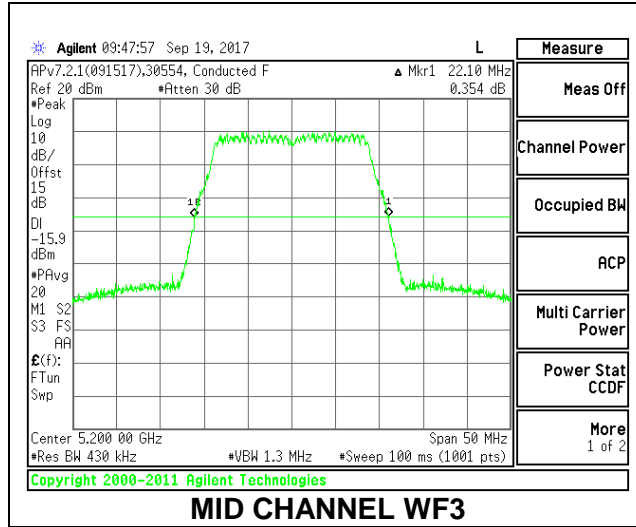 Agilent 09:47:57 Sep 19, 2017 L Measure
APv7.2.1(091517),30554, Conducted F ▲ Mkr1 22.10 MHz
Ref 20 dBm #Atten 30 dB 0.354 dB
#Peak
Log
10
dB/
Offst
15
dB
DI
-15.9
dBm
#PAvg
20
M1 S2
S3 FS
AA
£(f):
FTun
Swp
1R
1
Center 5.200 00 GHz Span 50 MHz
#Res BW 430 kHz #VBW 1.3 MHz #Sweep 100 ms (1001 pts)
Copyright 2000-2011 Agilent Technologies
Meas Off
Channel Power
Occupied BW
ACP
Multi Carrier
Power
Power Stat
CCDF
More
1 of 2
MID CHANNEL WF3